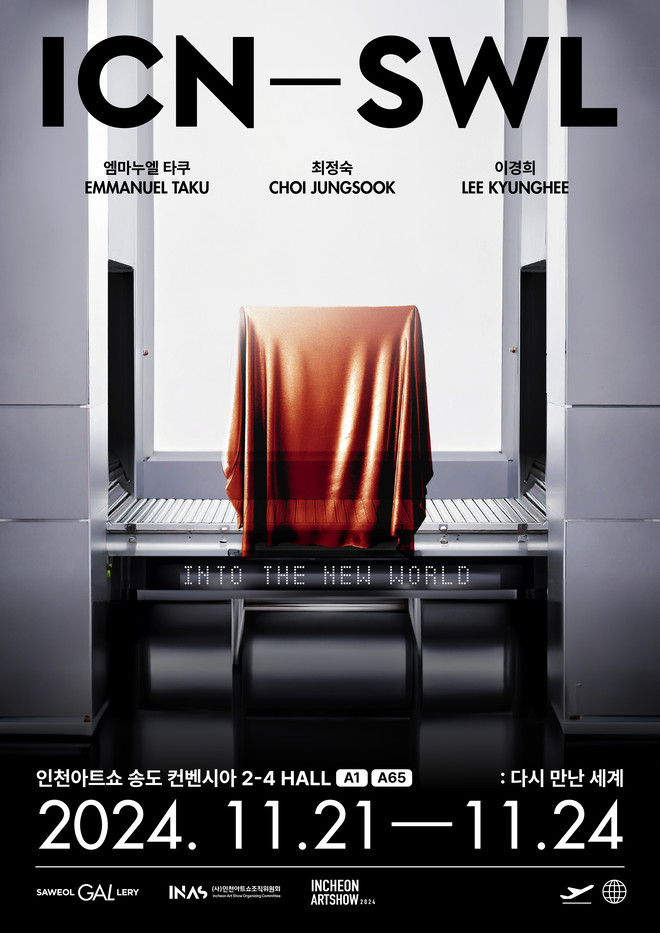 ICN—SWL
엠마누엘 타쿠 최정숙 이경희
EMMANUEL TAKU CHOI JUNGSOOK LEE KYUNGHEE
INTO THE NEW WORLD
인천아트쇼 송도 컨벤시아 2-4 HALL A1 A65 : 다시 만난 세계
2024. 11.21—11.24
SAWEOL GALLERY INAS (사)인천아트쇼조직위원회 INCHEON
Incheon Art Show Organizing Committee ARTSHOW 2024